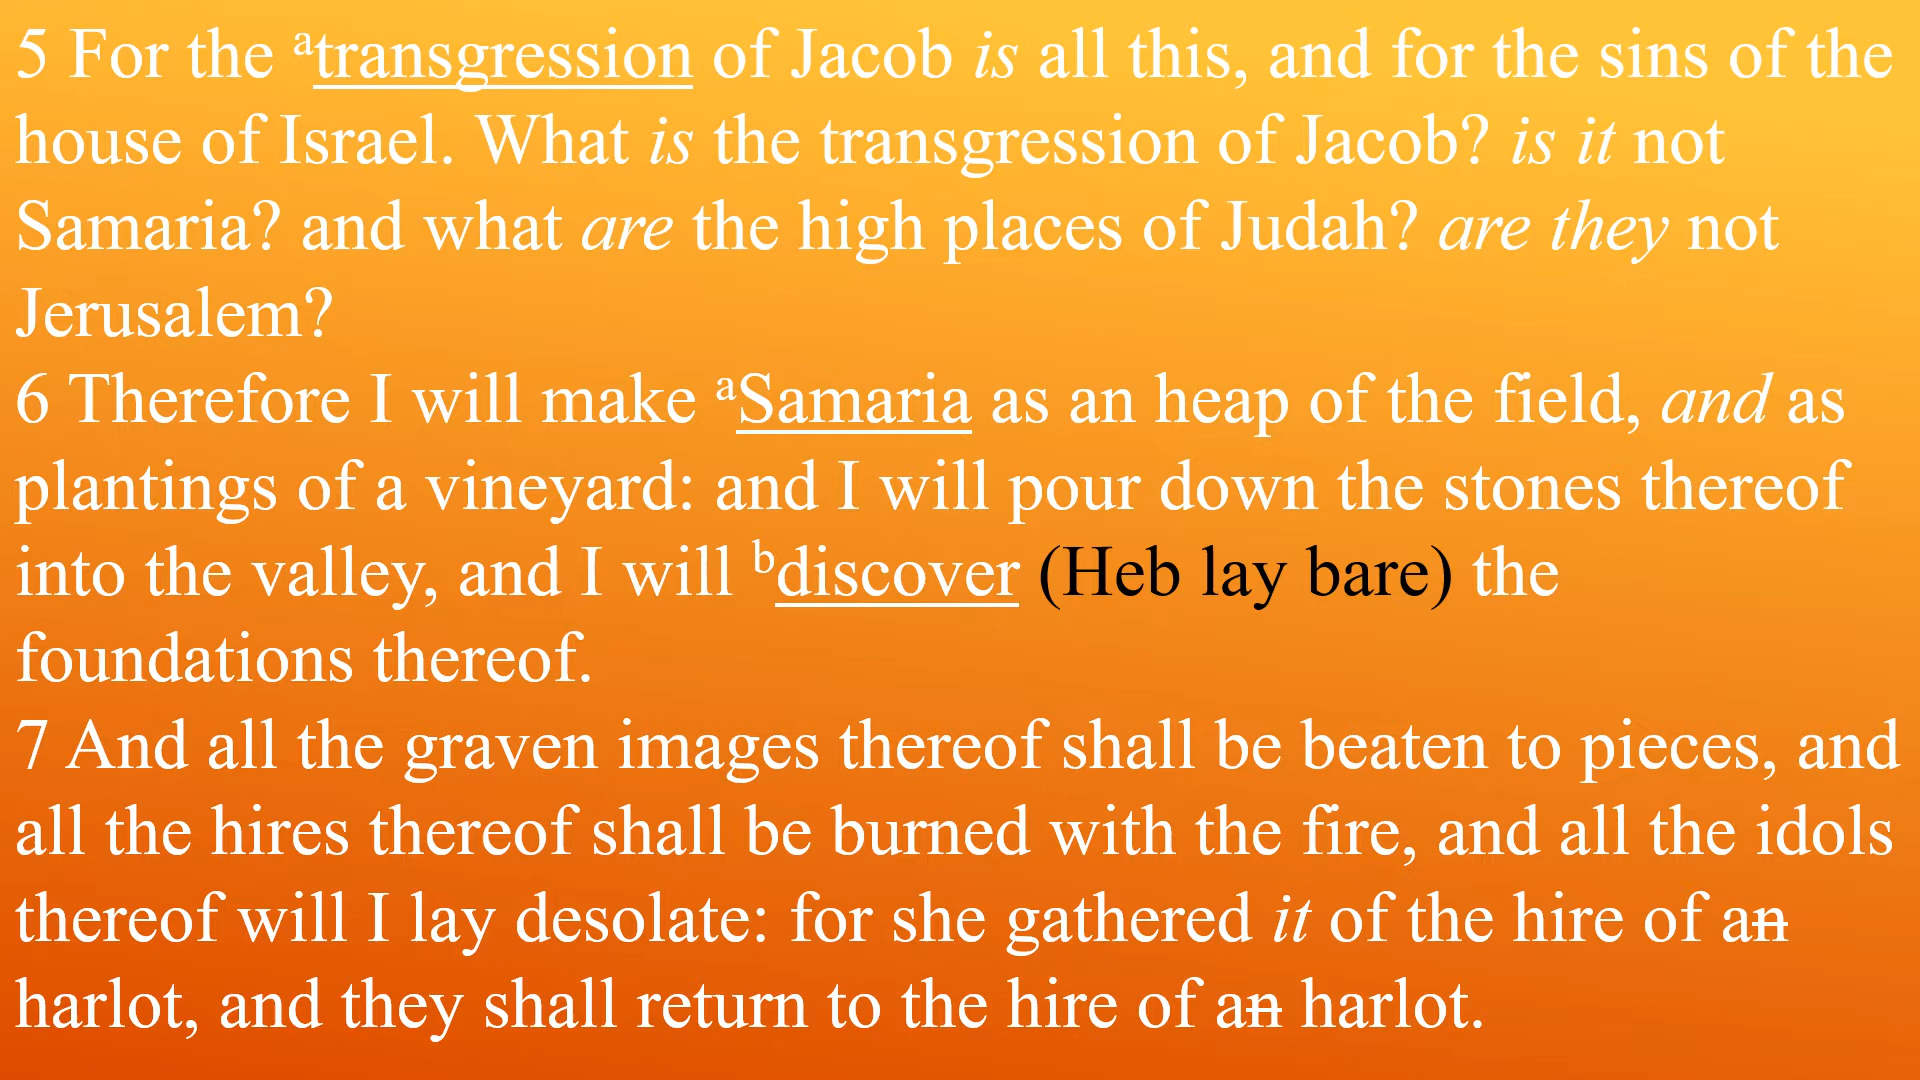 5 For the ᵃtransgression of Jacob is all this, and for the sins of the
house of Israel. What is the transgression of Jacob? is it not
Samaria? and what are the high places of Judah? are they not
Jerusalem?
6 Therefore I will make ᵃSamaria as an heap of the field, and as
plantings of a vineyard: and I will pour down the stones thereof
into the valley, and I will ᵇdiscover (Heb lay bare) the
foundations thereof.
7 And all the graven images thereof shall be beaten to pieces, and
all the hires thereof shall be burned with the fire, and all the idols
thereof will I lay desolate: for she gathered it of the hire of an
harlot, and they shall return to the hire of an harlot.